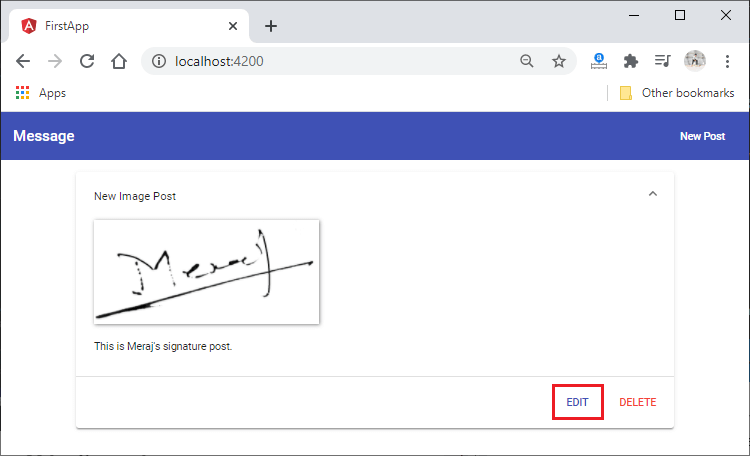 FirstApp
localhost:4200
Apps
Other bookmarks
Message
New Post
New Image Post
Meraj
This is Meraj's signature post.
EDIT
DELETE